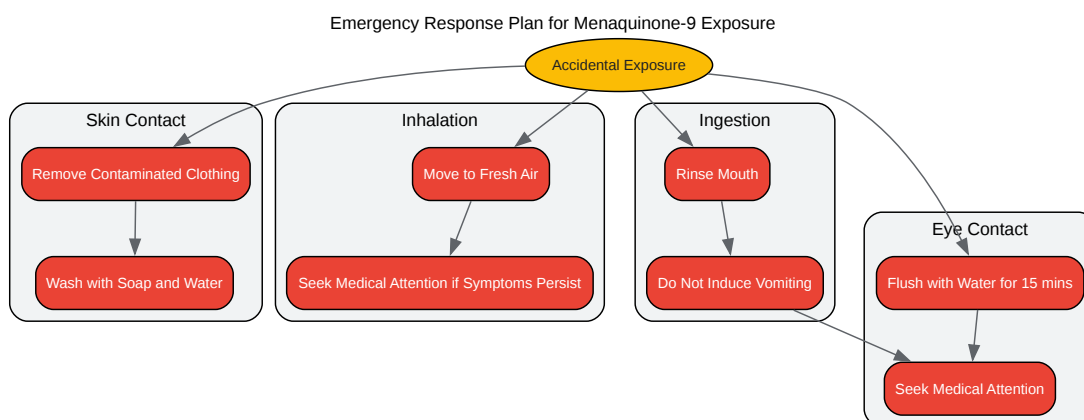 Emergency Response Plan for Menaquinone-9 Exposure
Accidental Exposure
Skin Contact
Remove Contaminated Clothing
Wash with Soap and Water
Inhalation
Move to Fresh Air
Seek Medical Attention if Symptoms Persist
Ingestion
Rinse Mouth
Do Not Induce Vomiting
Eye Contact
Flush with Water for 15 mins
Seek Medical Attention